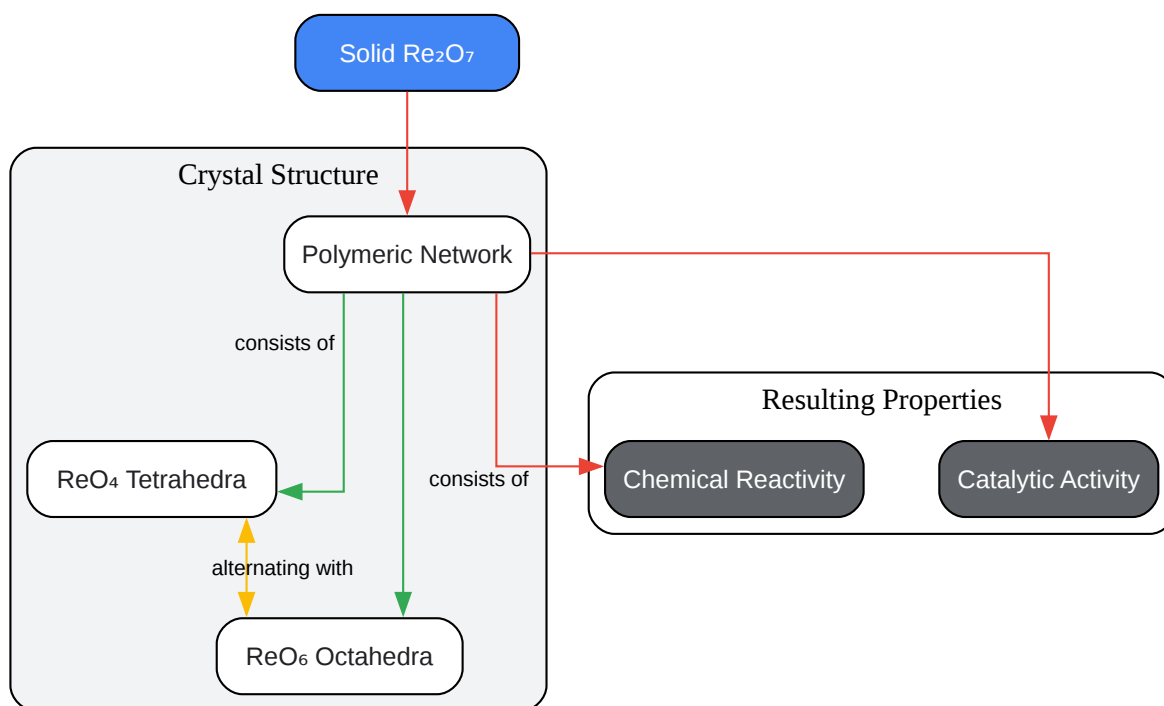 Solid Re₂O₇
Crystal Structure
Polymeric Network
consists of
Resulting Properties
ReO₄ Tetrahedra
consists of
Chemical Reactivity
Catalytic Activity
alternating with
ReO₆ Octahedra